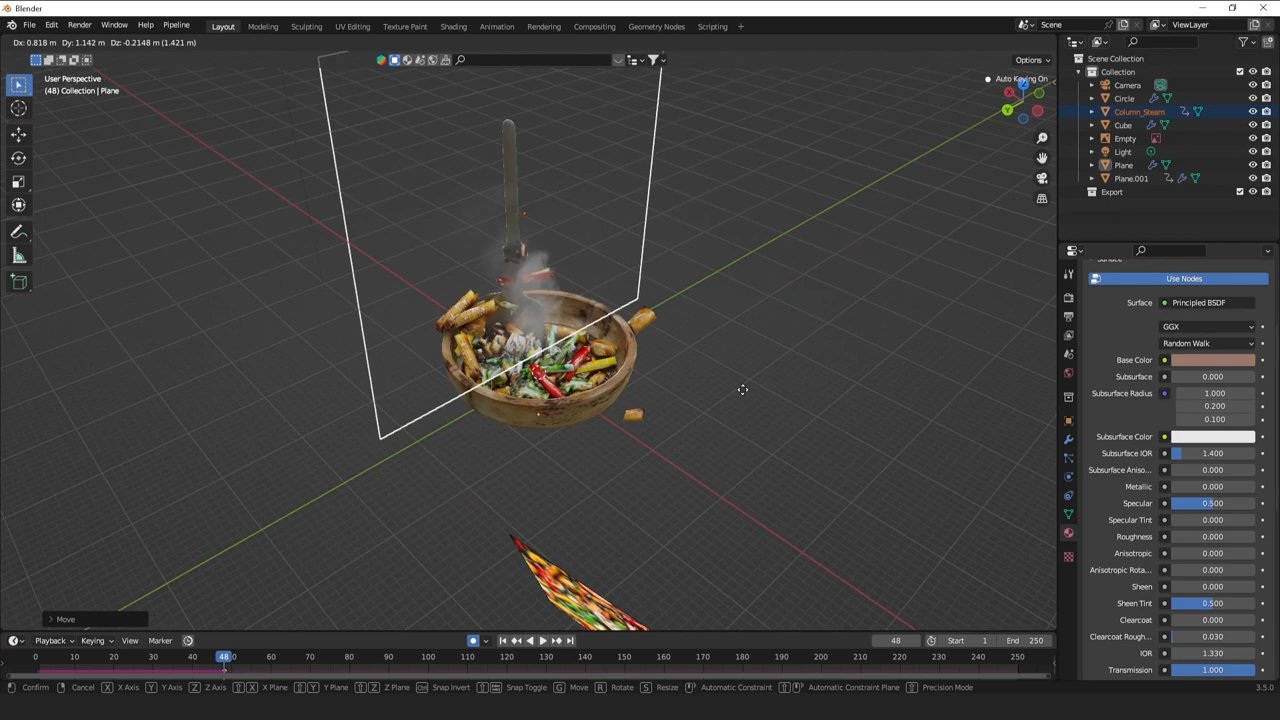 Blender
File Edit Render Window Help Pipeline Layout Modeling Sculpting UV Editing Texture Paint Shading Animation Rendering Compositing Geometry Nodes Scripting Scene ViewLayer
Dx: 0.818 m Dy: 1.142 m Dz: -0.2148 m (1.421 m)
Options
User Perspective
(48) Collection | Plane
Auto Keying On
X
Y
Z
Scene Collection
Collection
Camera
Circle
Column_Steam
Cube
Empty
Light
Plane
Plane.001
Export
Surface
Use Nodes
Surface Principled BSDF
GGX
Random Walk
Base Color
Subsurface 0.000
Subsurface Radius 1.000
0.200
0.100
Subsurface Color
Subsurface IOR 1.400
Subsurface Aniso... 0.000
Metallic 0.000
Specular 0.500
Specular Tint 0.000
Roughness 0.000
Anisotropic 0.000
Anisotropic Rota... 0.000
Sheen 0.000
Sheen Tint 0.500
Clearcoat 0.000
Clearcoat Rough... 0.030
IOR 1.330
Transmission 1.000
Move
Playback Keying View Marker 48 Start 1 End 250
0 10 20 30 40 48 50 60 70 80 90 100 110 120 130 140 150 160 170 180 190 200 210 220 230 240 250
Confirm Cancel X X Axis Y Y Axis Z Z Axis X X Plane Y Y Plane Z Z Plane Snap Invert Snap Toggle G Move R Rotate S Resize Automatic Constraint Automatic Constraint Plane Precision Mode 3.5.0